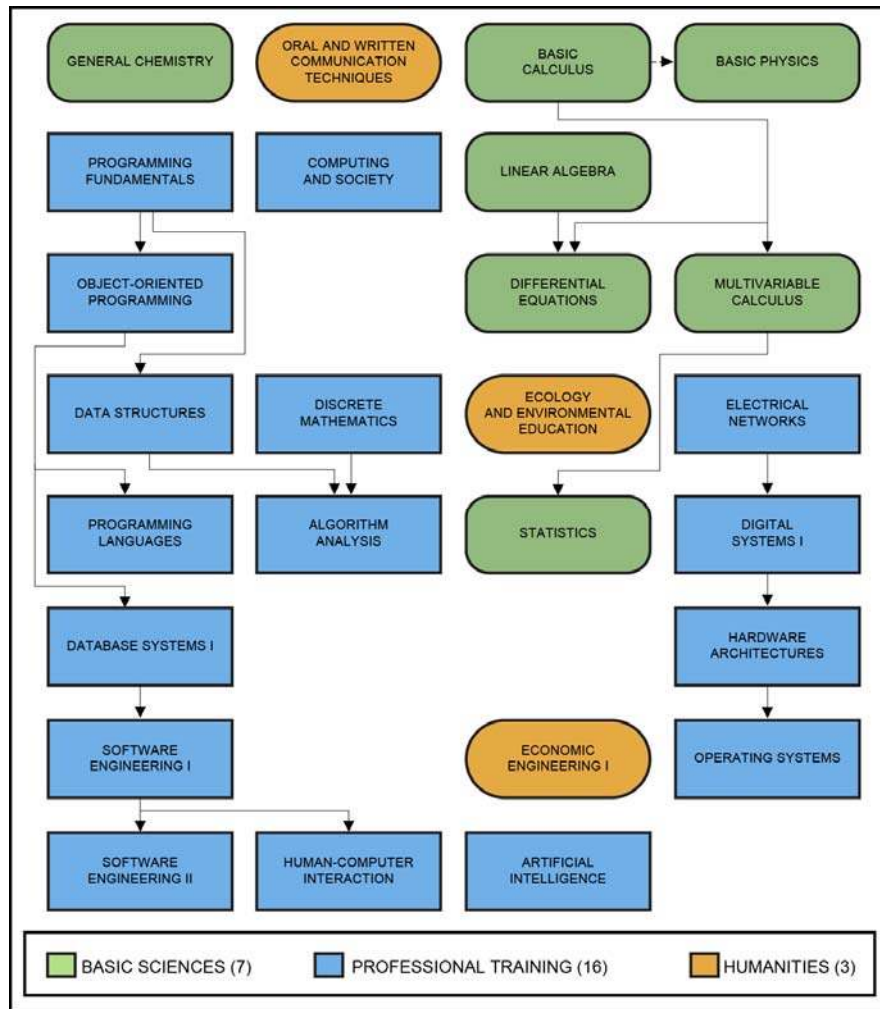 GENERAL CHEMISTRY
ORAL AND WRITTEN
COMMUNICATION
TECHNIQUES
BASIC
CALCULUS
BASIC PHYSICS
PROGRAMMING
FUNDAMENTALS
COMPUTING
AND SOCIETY
LINEAR ALGEBRA
OBJECT-ORIENTED
PROGRAMMING
DIFFERENTIAL
EQUATIONS
MULTIVARIABLE
CALCULUS
DATA STRUCTURES
DISCRETE
MATHEMATICS
ECOLOGY
AND ENVIRONMENTAL
EDUCATION
ELECTRICAL
NETWORKS
PROGRAMMING
LANGUAGES
ALGORITHM
ANALYSIS
STATISTICS
DIGITAL
SYSTEMS I
DATABASE SYSTEMS I
HARDWARE
ARCHITECTURES
SOFTWARE
ENGINEERING I
ECONOMIC
ENGINEERING I
OPERATING SYSTEMS
SOFTWARE
ENGINEERING II
HUMAN-COMPUTER
INTERACTION
ARTIFICIAL
INTELLIGENCE
BASIC SCIENCES (7)
PROFESSIONAL TRAINING (16)
HUMANITIES (3)